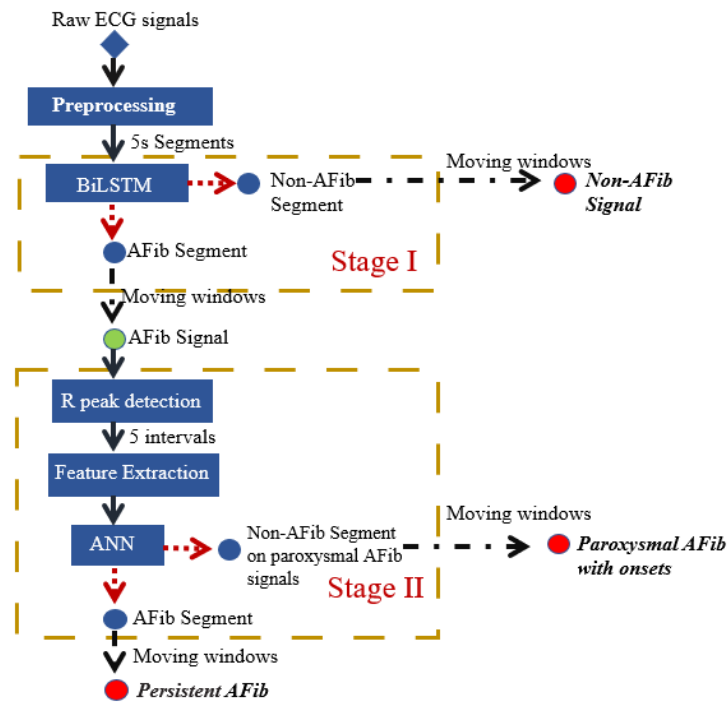 Raw ECG signals
Preprocessing
5s Segments
BiLSTM
Non-AFib
Segment
Moving windows
Non-AFib
Signal
AFib Segment
Stage I
Moving windows
AFib Signal
R peak detection
5 intervals
Feature Extraction
ANN
Non-AFib Segment
on paroxysmal AFib
signals
Moving windows
Paroxysmal AFib
with onsets
Stage II
AFib Segment
Moving windows
Persistent AFib